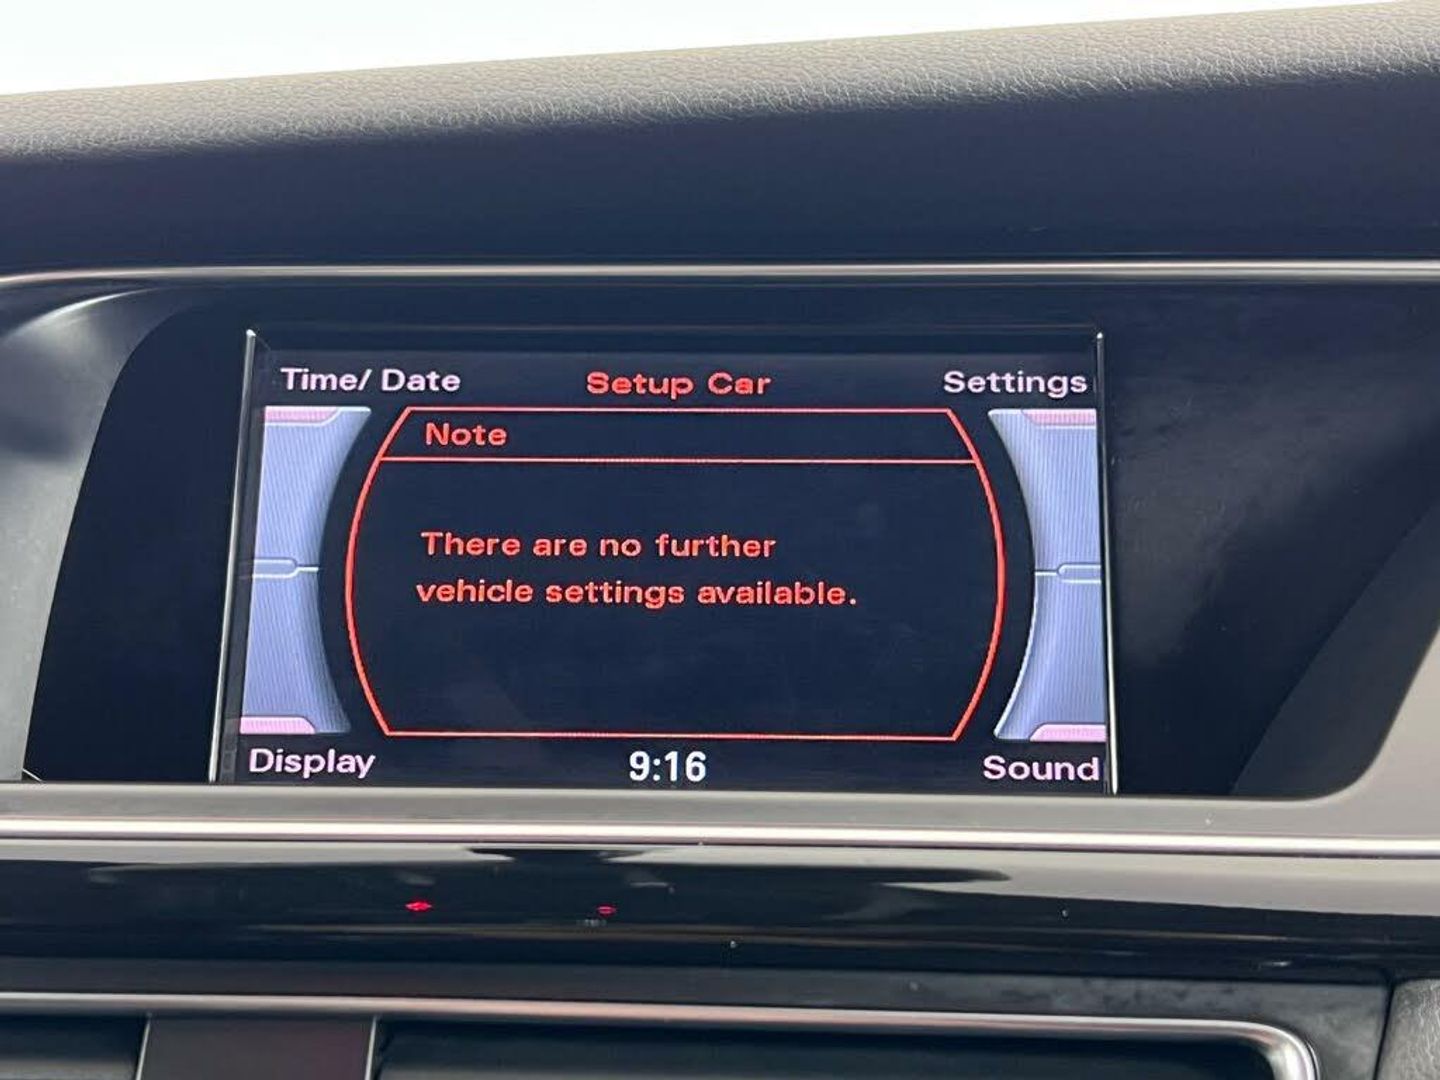 Time/ Date
Setup Car
Settings
Note
There are no further
vehicle settings available.
Display
9:16
Sound